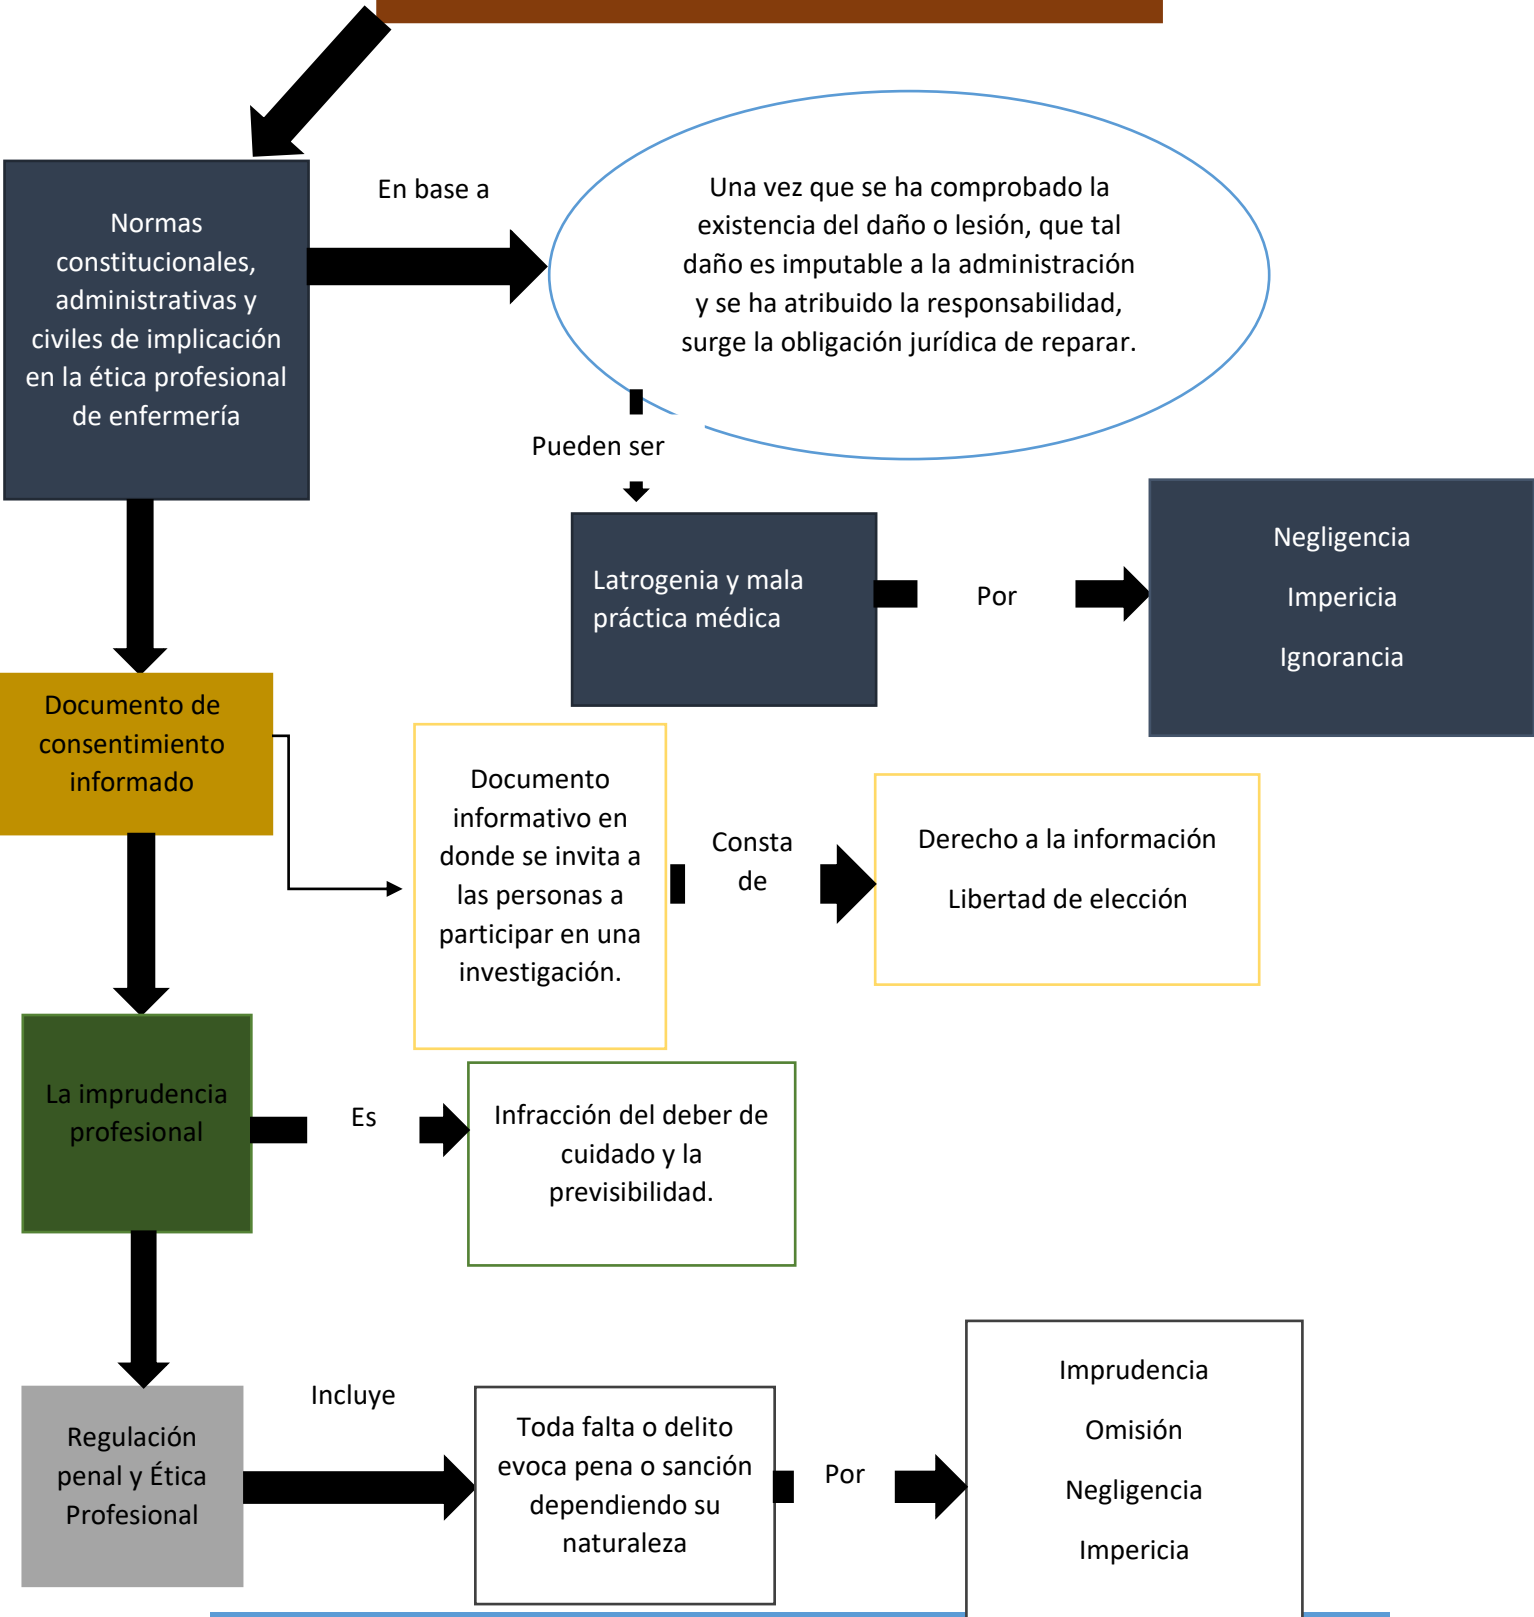 Normas
constitucionales,
administrativas y
civiles de implicación
en la ética profesional
de enfermería
En base a
Una vez que se ha comprobado la
existencia del daño o lesión, que tal
daño es imputable a la administración
y se ha atribuido la responsabilidad,
surge la obligación jurídica de reparar.
Pueden ser
Latrogenia y mala
práctica médica
Por
Negligencia
Impericia
Ignorancia
Documento de
consentimiento
informado
Documento
informativo en
donde se invita a
las personas a
participar en una
investigación.
Consta
de
Derecho a la información
Libertad de elección
La imprudencia
profesional
Es
Infracción del deber de
cuidado y la
previsibilidad.
Regulación
penal y Ética
Profesional
Incluye
Toda falta o delito
evoca pena o sanción
dependiendo su
naturaleza
Por
Imprudencia
Omisión
Negligencia
Impericia